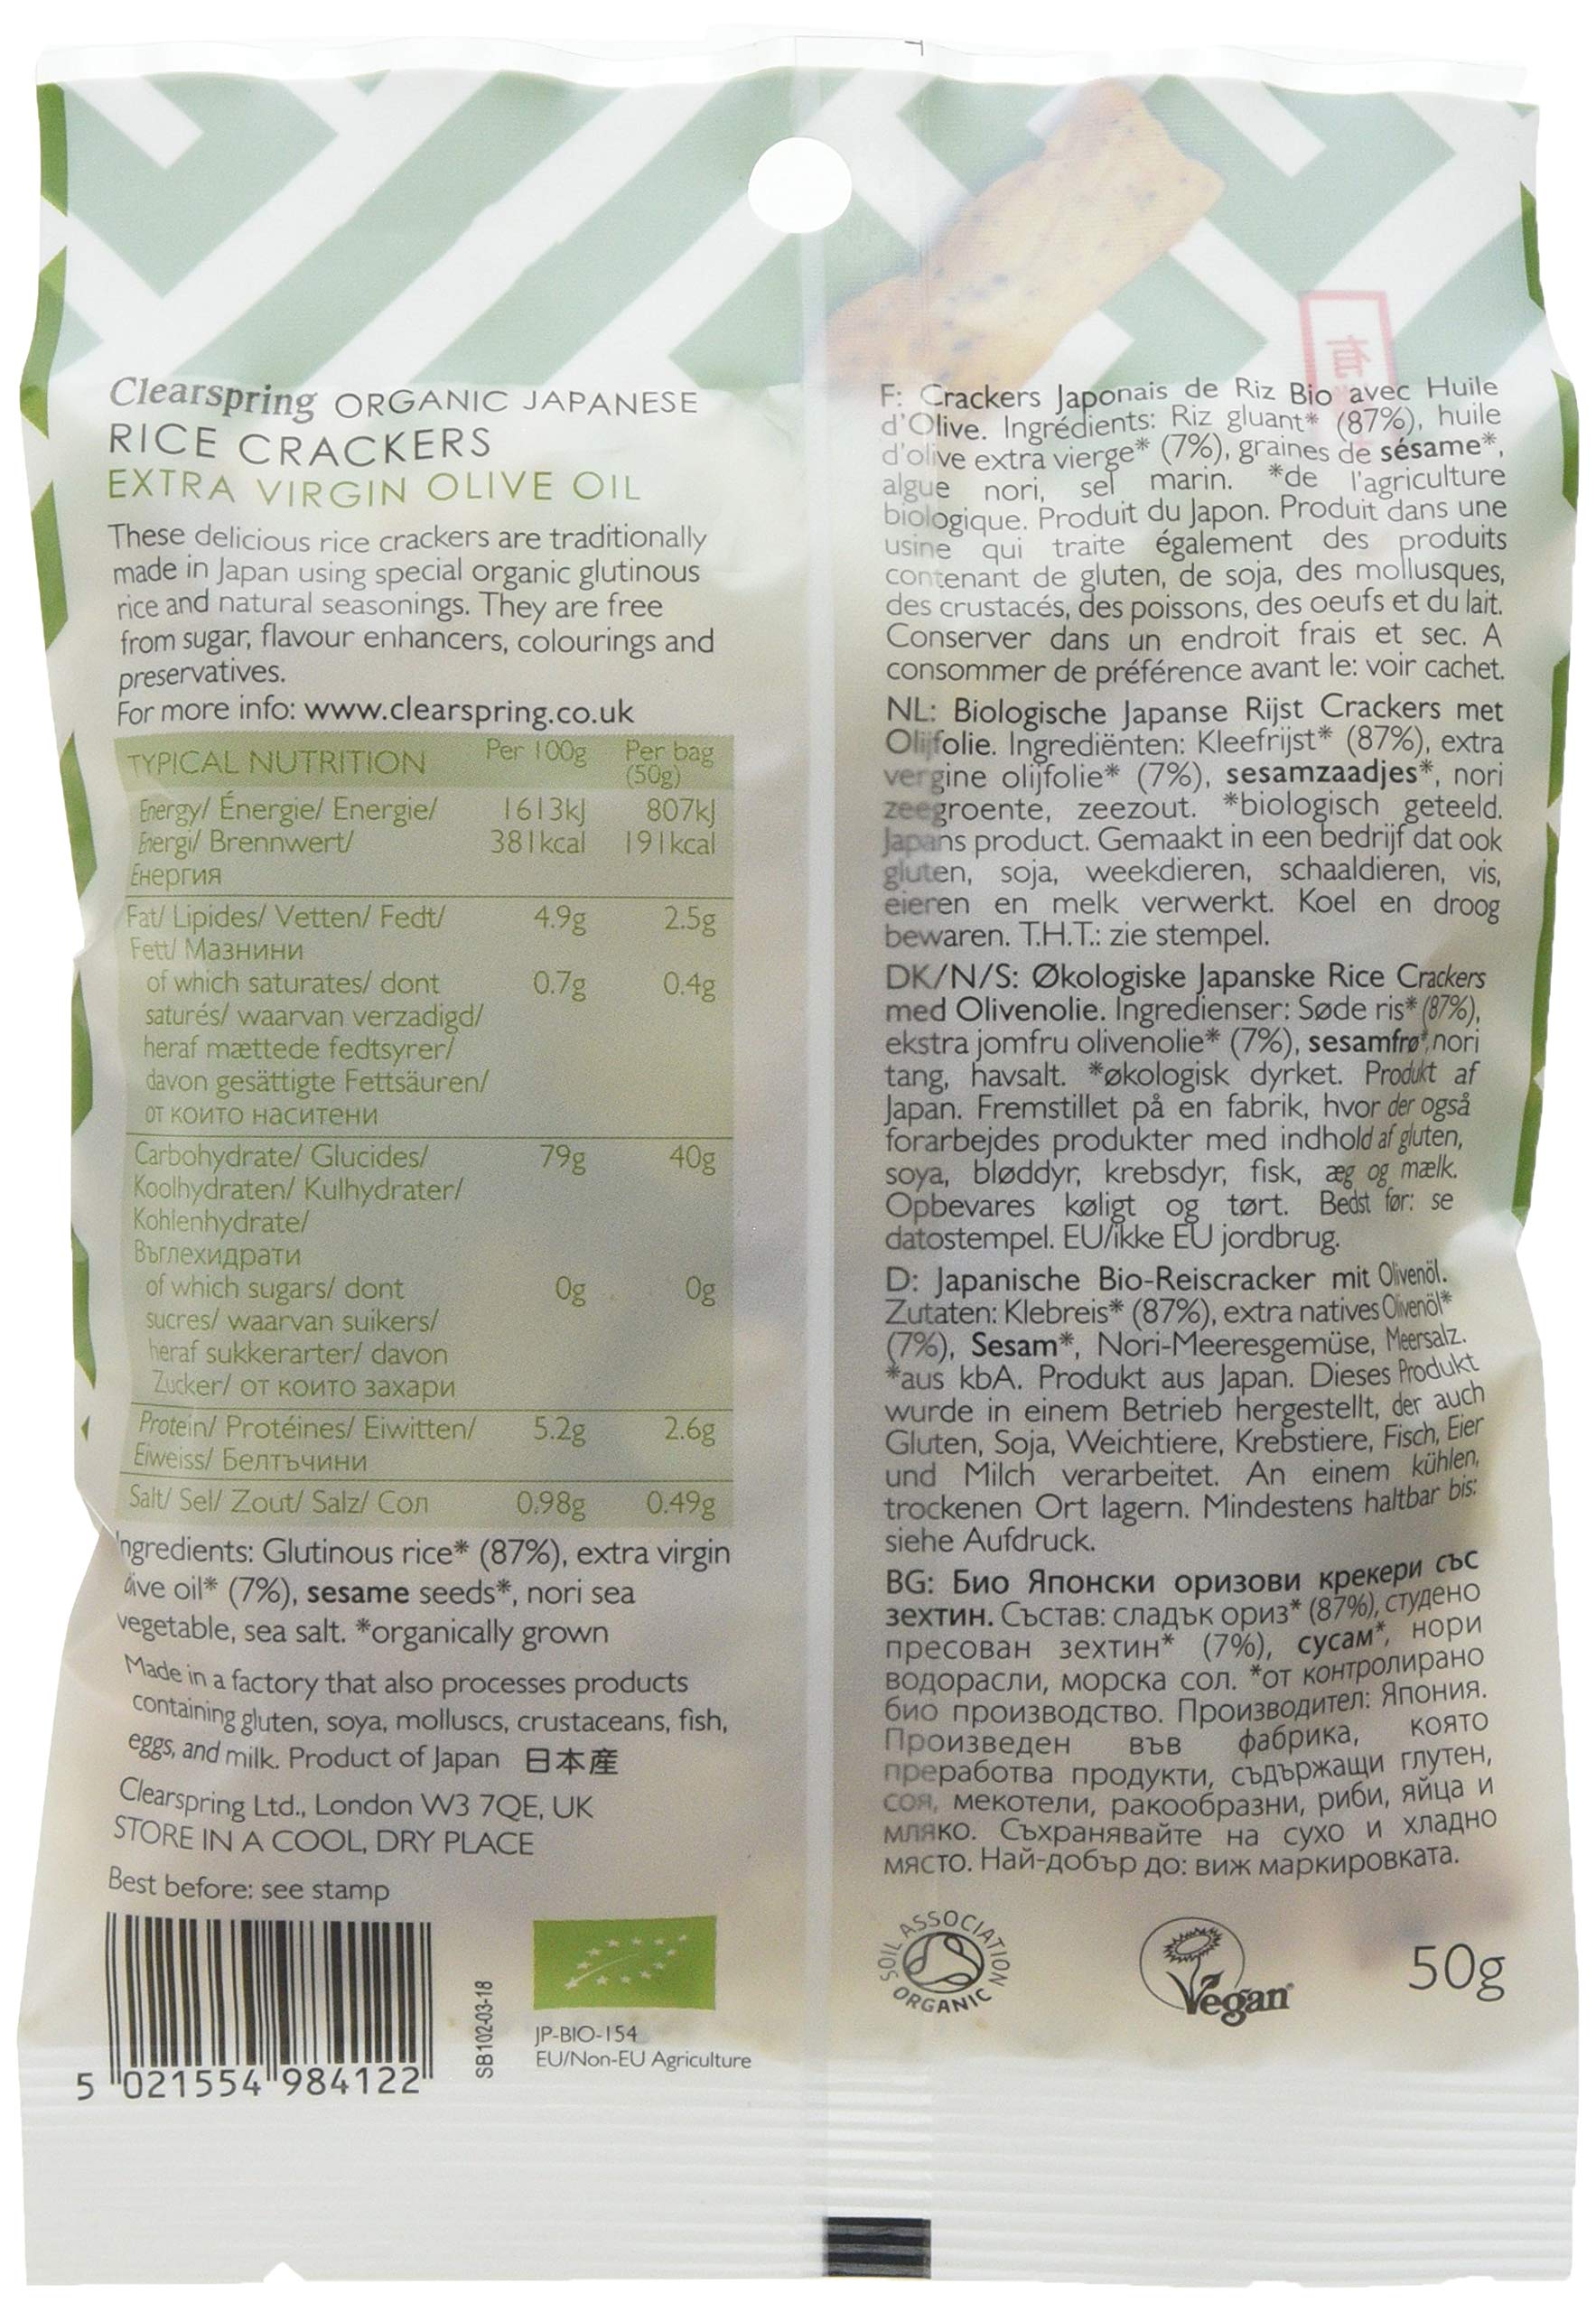 Clearspring ORGANIC JAPANESE
RICE CRACKERS
EXTRA VIRGIN OLIVE OIL
These delicious rice crackers are traditionally
made in Japan using special organic glutinous
rice and natural seasonings. They are free
from sugar, flavour enhancers, colourings and
preservatives.
For more info: www.clearspring.co.uk
TYPICAL NUTRITION Per 100g Per bag
(50g)
Energy/ Énergie/ Energie/ 1613kJ 807kJ
Energi/ Brennwert/ 381kcal 191kcal
Енергия
Fat/ Lipides/ Vetten/ Fedt/ 4.9g 2.5g
Fett/ Мазнини
of which saturates/ dont 0.7g 0.4g
saturés/ waarvan verzadigd/
heraf mættede fedtsyrer/
davon gesättigte Fettsäuren/
от които наситени
Carbohydrate/ Glucides/ 79g 40g
Koolhydraten/ Kulhydrater/
Kohlenhydrate/
Въглехидрати
of which sugars/ dont 0g 0g
sucres/ waarvan suikers/
heraf sukkerarter/ davon
Zucker/ от които захари
Protein/ Protéines/ Eiwitten/ 5.2g 2.6g
Eiweiss/ Белтъчини
Salt/ Sel/ Zout/ Salz/ Сол 0.98g 0.49g
Ingredients: Glutinous rice* (87%), extra virgin
olive oil* (7%), sesame seeds*, nori sea
vegetable, sea salt. *organically grown
Made in a factory that also processes products
containing gluten, soya, molluscs, crustaceans, fish,
eggs, and milk. Product of Japan 日本産
Clearspring Ltd., London W3 7QE, UK
STORE IN A COOL, DRY PLACE
Best before: see stamp
5 021554 984122
SB102-03-18
JP-BIO-154
EU/Non-EU Agriculture
F: Crackers Japonais de Riz Bio avec Huile
d'Olive. Ingrédients: Riz gluant* (87%), huile
d'olive extra vierge* (7%), graines de sésame*,
algue nori, sel marin. *de l'agriculture
biologique. Produit du Japon. Produit dans une
usine qui traite également des produits
contenant de gluten, de soja, des mollusques,
des crustacés, des poissons, des oeufs et du lait.
Conserver dans un endroit frais et sec. A
consommer de préférence avant le: voir cachet.
NL: Biologische Japanse Rijst Crackers met
Olijfolie. Ingrediënten: Kleefrijst* (87%), extra
vergine olijfolie* (7%), sesamzaadjes*, nori
zeegroente, zeezout. *biologisch geteeld.
Japans product. Gemaakt in een bedrijf dat ook
gluten, soja, weekdieren, schaaldieren, vis,
eieren en melk verwerkt. Koel en droog
bewaren. T.H.T.: zie stempel.
DK/N/S: Økologiske Japanske Rice Crackers
med Olivenolie. Ingredienser: Søde ris* (87%),
ekstra jomfru olivenolie* (7%), sesamfrø*, nori
tang, havsalt. *økologisk dyrket. Produkt af
Japan. Fremstillet på en fabrik, hvor der også
forarbejdes produkter med indhold af gluten,
soya, bløddyr, krebsdyr, fisk, æg og mælk.
Opbevares køligt og tørt. Bedst før: se
datostempel. EU/ikke EU jordbrug.
D: Japanische Bio-Reiscracker mit Olivenöl.
Zutaten: Klebreis* (87%), extra natives Olivenöl*
(7%), Sesam*, Nori-Meeresgemüse, Meersalz.
*aus kbA. Produkt aus Japan. Dieses Produkt
wurde in einem Betrieb hergestellt, der auch
Gluten, Soja, Weichtiere, Krebstiere, Fisch, Eier
und Milch verarbeitet. An einem kühlen,
trockenen Ort lagern. Mindestens haltbar bis:
siehe Aufdruck.
BG: Био Японски оризови крекери със
зехтин. Състав: сладък ориз* (87%), студено
пресован зехтин* (7%), сусам*, нори
водорасли, морска сол. *от контролирано
био производство. Производител: Япония.
Произведен във фабрика, която
преработва продукти, съдържащи глутен,
соя, мекотели, ракообразни, риби, яйца и
мляко. Съхранявайте на сухо и хладно
място. Най-добър до: виж маркировката.
SOIL ASSOCIATION
ORGANIC
Vegan
50g